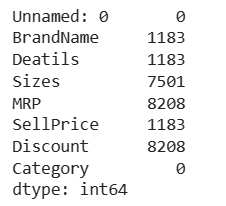 Unnamed: 0 0
BrandName 1183
Deatils 1183
Sizes 7501
MRP 8208
SellPrice 1183
Discount 8208
Category 0
dtype: int64